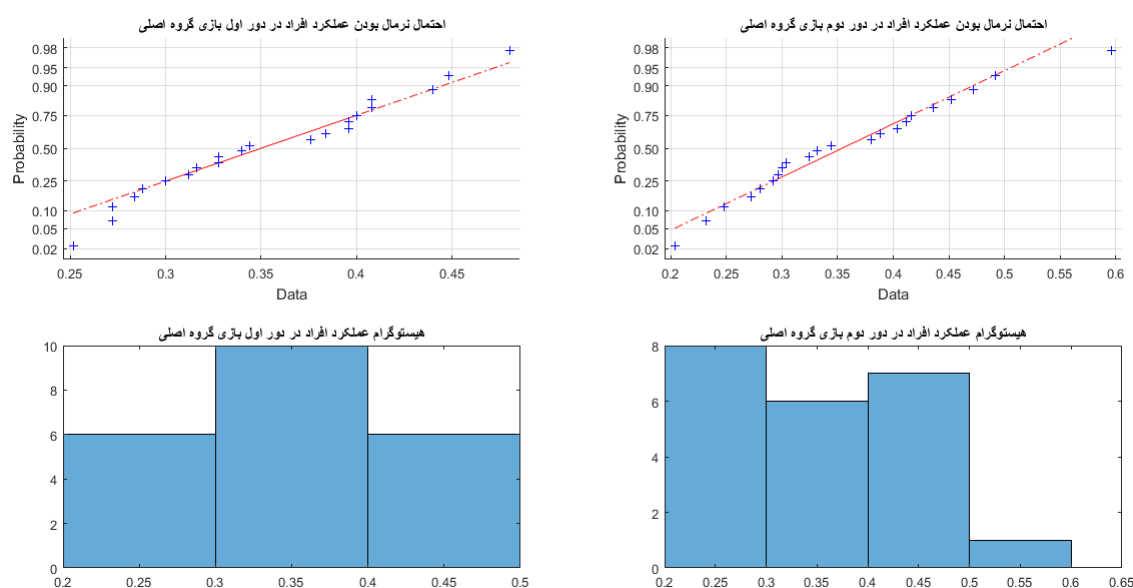 احتمال نرمال بودن عملکرد افراد در دور اول بازی گروه اصلی
0.98
0.95
0.90
0.75
0.50
0.25
0.10
0.05
0.02
Probability
0.25 0.3 0.35 0.4 0.45
Data
احتمال نرمال بودن عملکرد افراد در دور دوم بازی گروه اصلی
0.98
0.95
0.90
0.75
0.50
0.25
0.10
0.05
0.02
Probability
0.2 0.25 0.3 0.35 0.4 0.45 0.5 0.55 0.6
Data
هیستوگرام عملکرد افراد در دور اول بازی گروه اصلی
10
8
6
4
2
0
0.2 0.25 0.3 0.35 0.4 0.45 0.5
هیستوگرام عملکرد افراد در دور دوم بازی گروه اصلی
8
6
4
2
0
0.2 0.25 0.3 0.35 0.4 0.45 0.5 0.55 0.6 0.65